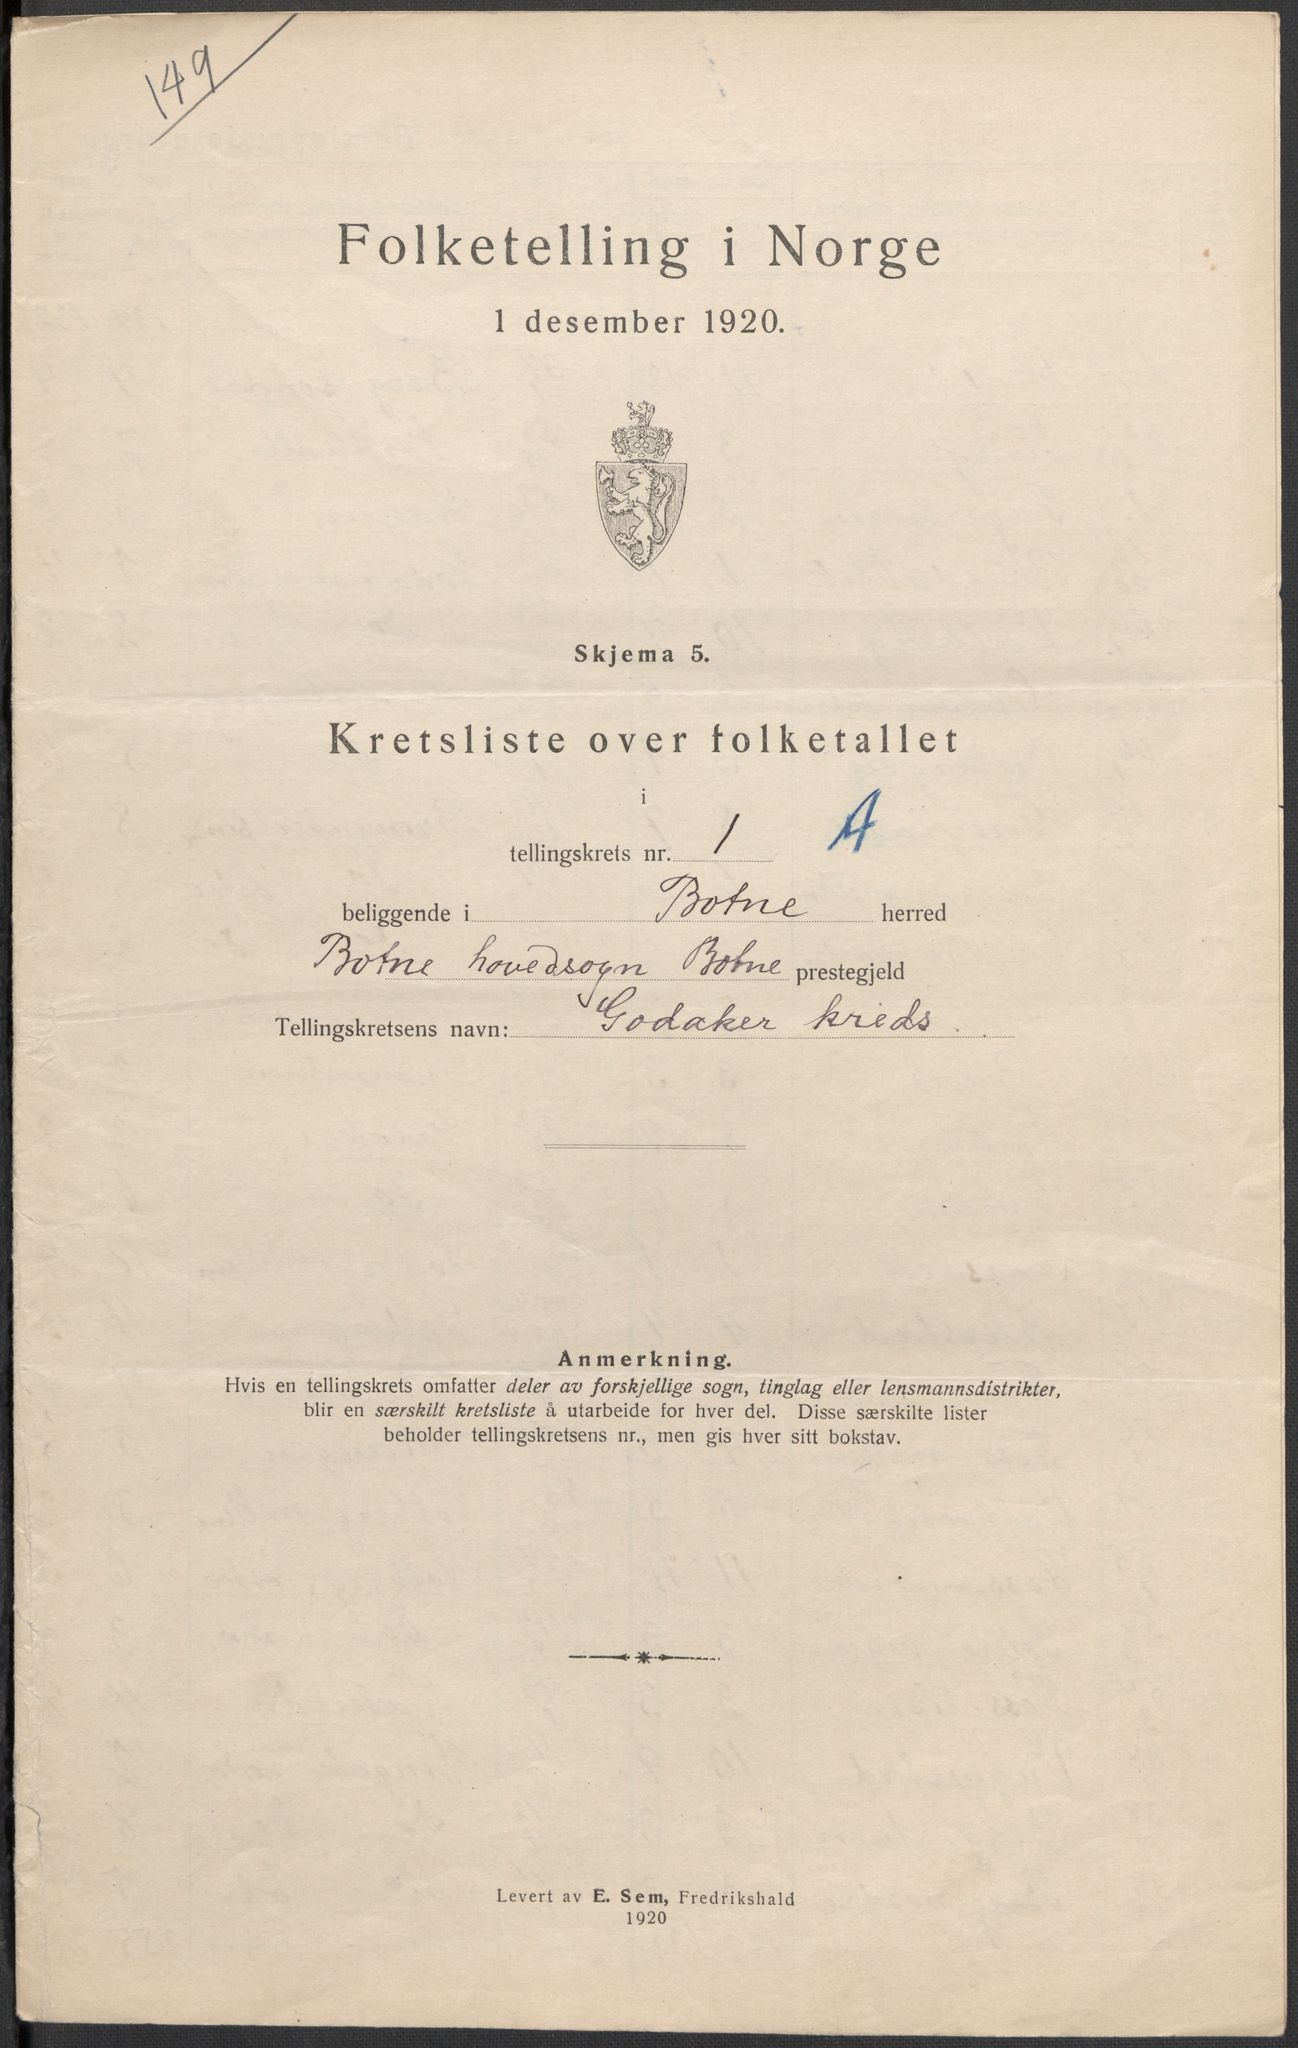 149
Folketelling i Norge
1 desember 1920.
Skjema 5.
Kretsliste over folketallet
i
tellingskrets nr. 1 A
beliggende i Botne herred
Botne hovedsogn Botne prestegjeld
Tellingskretsens navn: Godaker kreds.
Anmerkning.
Hvis en tellingskrets omfatter deler av forskjellige sogn, tinglag eller lensmannsdistrikter,
blir en særskilt kretsliste å utarbeide for hver del. Disse særskilte lister
beholder tellingskretsens nr., men gis hver sitt bokstav.
Levert av E. Sem, Fredrikshald
1920